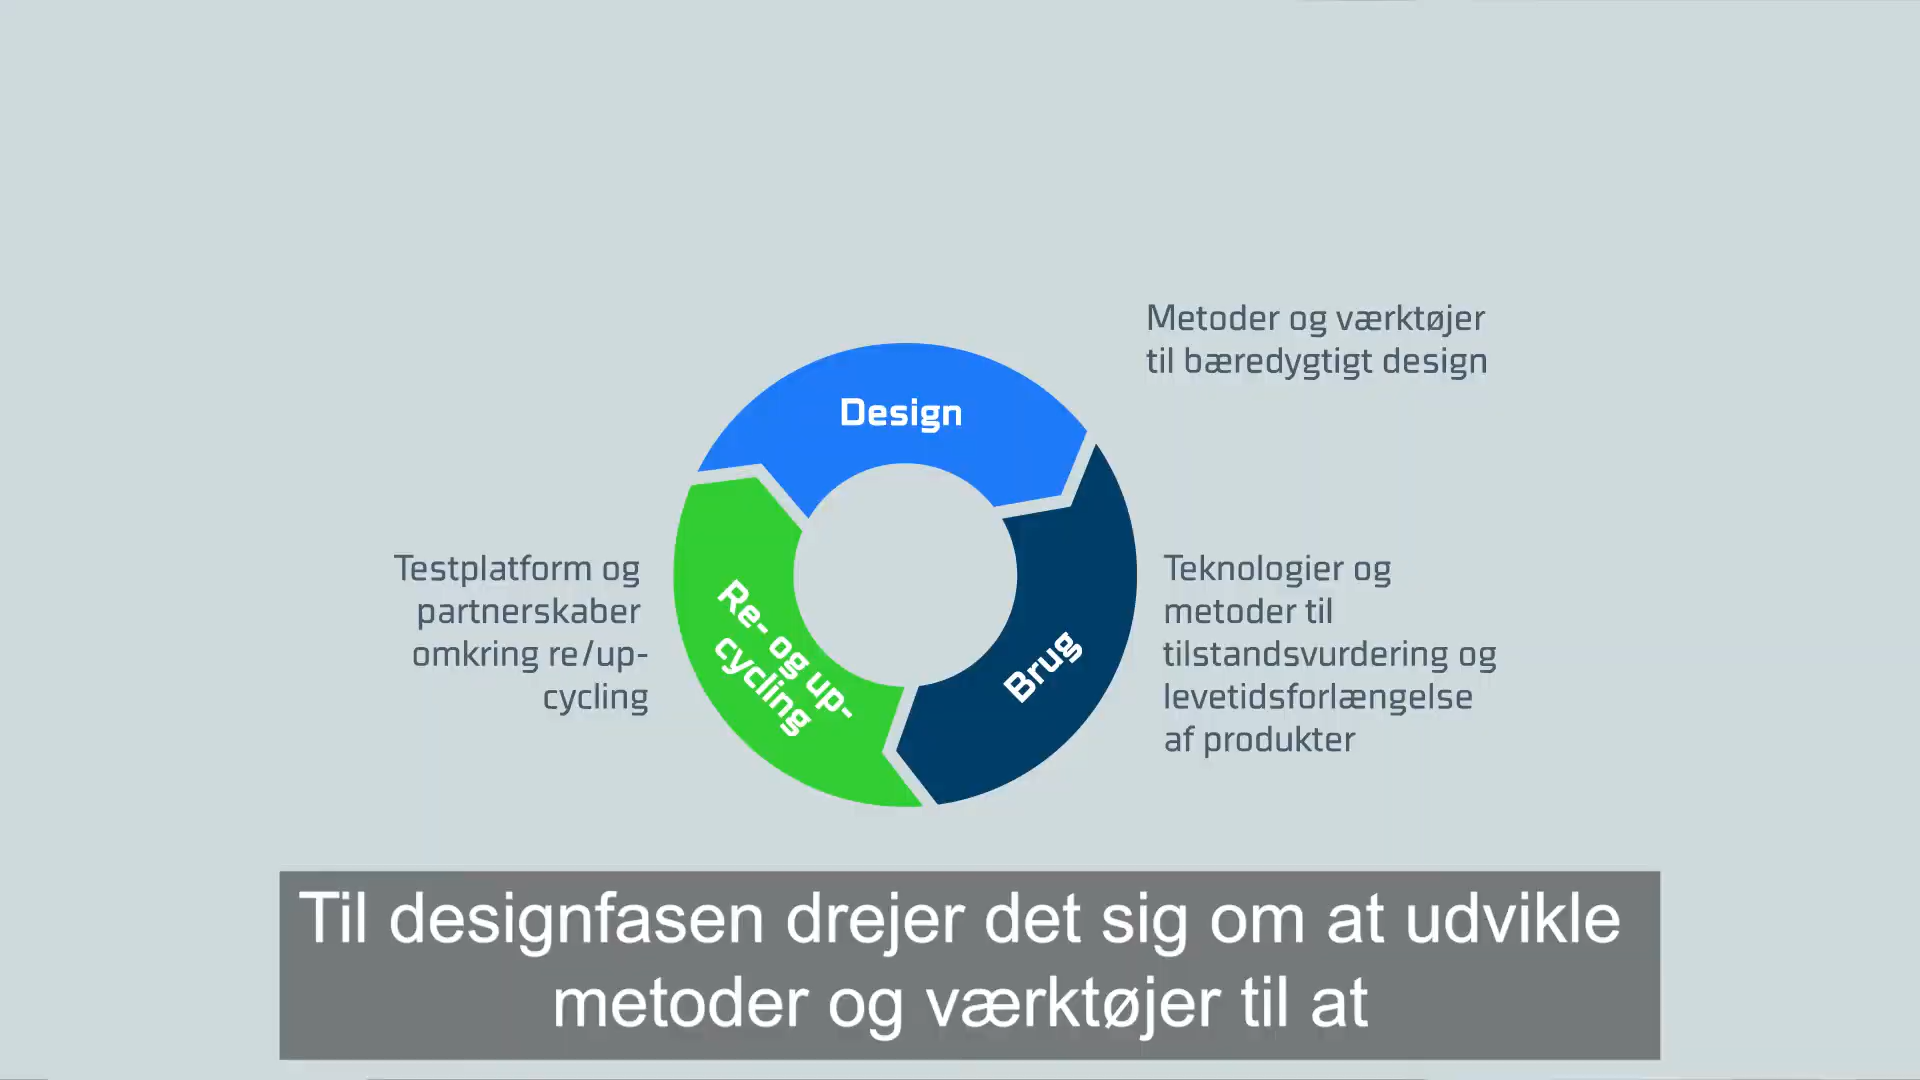 Metoder og værktøjer
til bæredygtigt design
Design
Testplatform og
partnerskaber
omkring re/up-
cycling
Re- og up-
cycling
Brug
Teknologier og
metoder til
tilstandsvurdering og
levetidsforlængelse
af produkter
Til designfasen drejer det sig om at udvikle
metoder og værktøjer til at